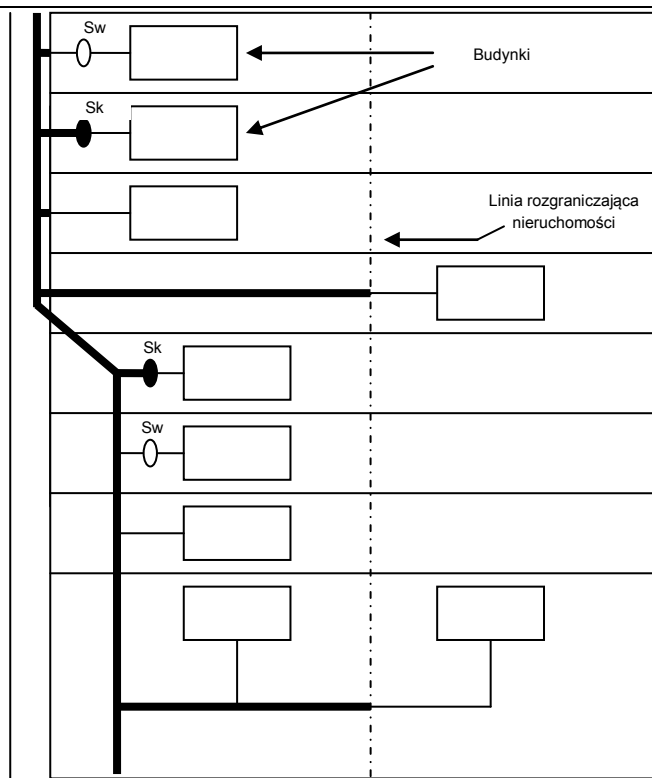 Sw
Budynki
Sk
Linia rozgraniczająca
nieruchomości
Sk
Sw